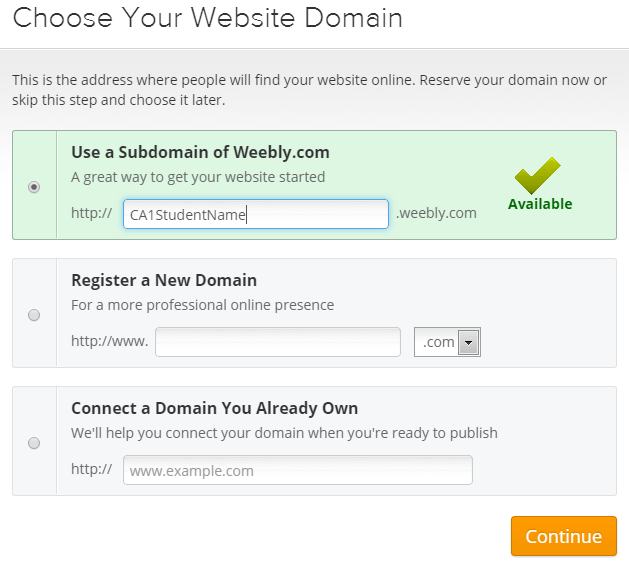 Choose Your Website Domain
This is the address where people will find your website online. Reserve your domain now or
skip this step and choose it later.
Use a Subdomain of Weebly.com
A great way to get your website started
http:// CA1StudentName .weebly.com
Available
Register a New Domain
For a more professional online presence
http://www. .com
Connect a Domain You Already Own
We'll help you connect your domain when you're ready to publish
http:// www.example.com
Continue